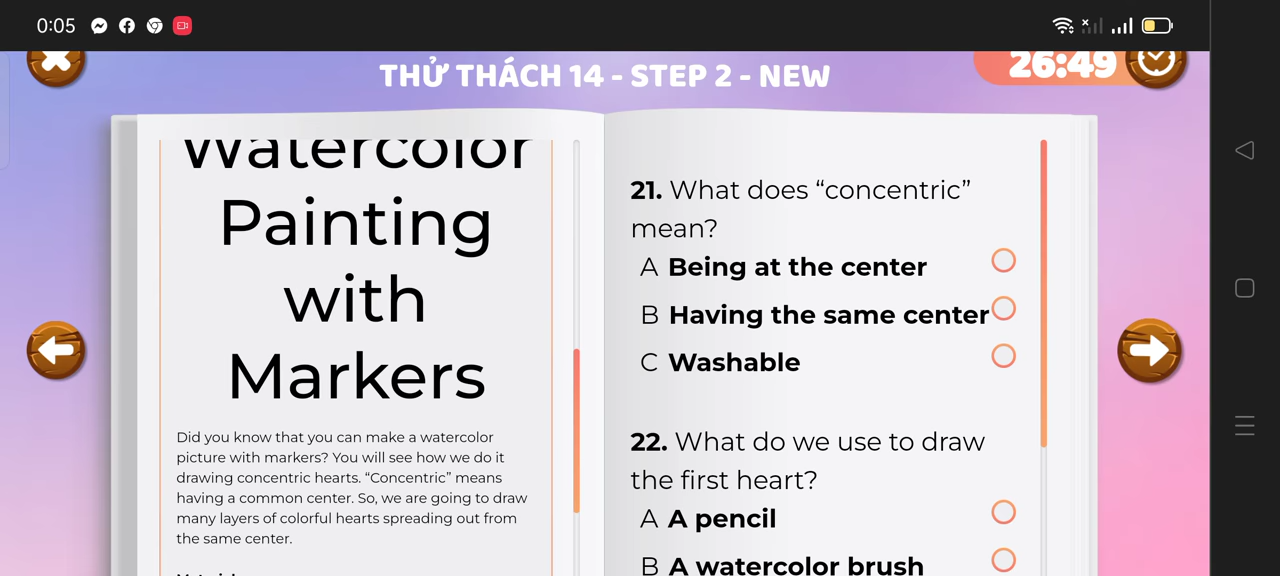 0:05
THỬ THÁCH 14 - STEP 2 - NEW
26:49
Watercolor
Painting
with
Markers
Did you know that you can make a watercolor
picture with markers? You will see how we do it
drawing concentric hearts. “Concentric” means
having a common center. So, we are going to draw
many layers of colorful hearts spreading out from
the same center.
21. What does “concentric”
mean?
A Being at the center
B Having the same center
C Washable
22. What do we use to draw
the first heart?
A A pencil
B A watercolor brush